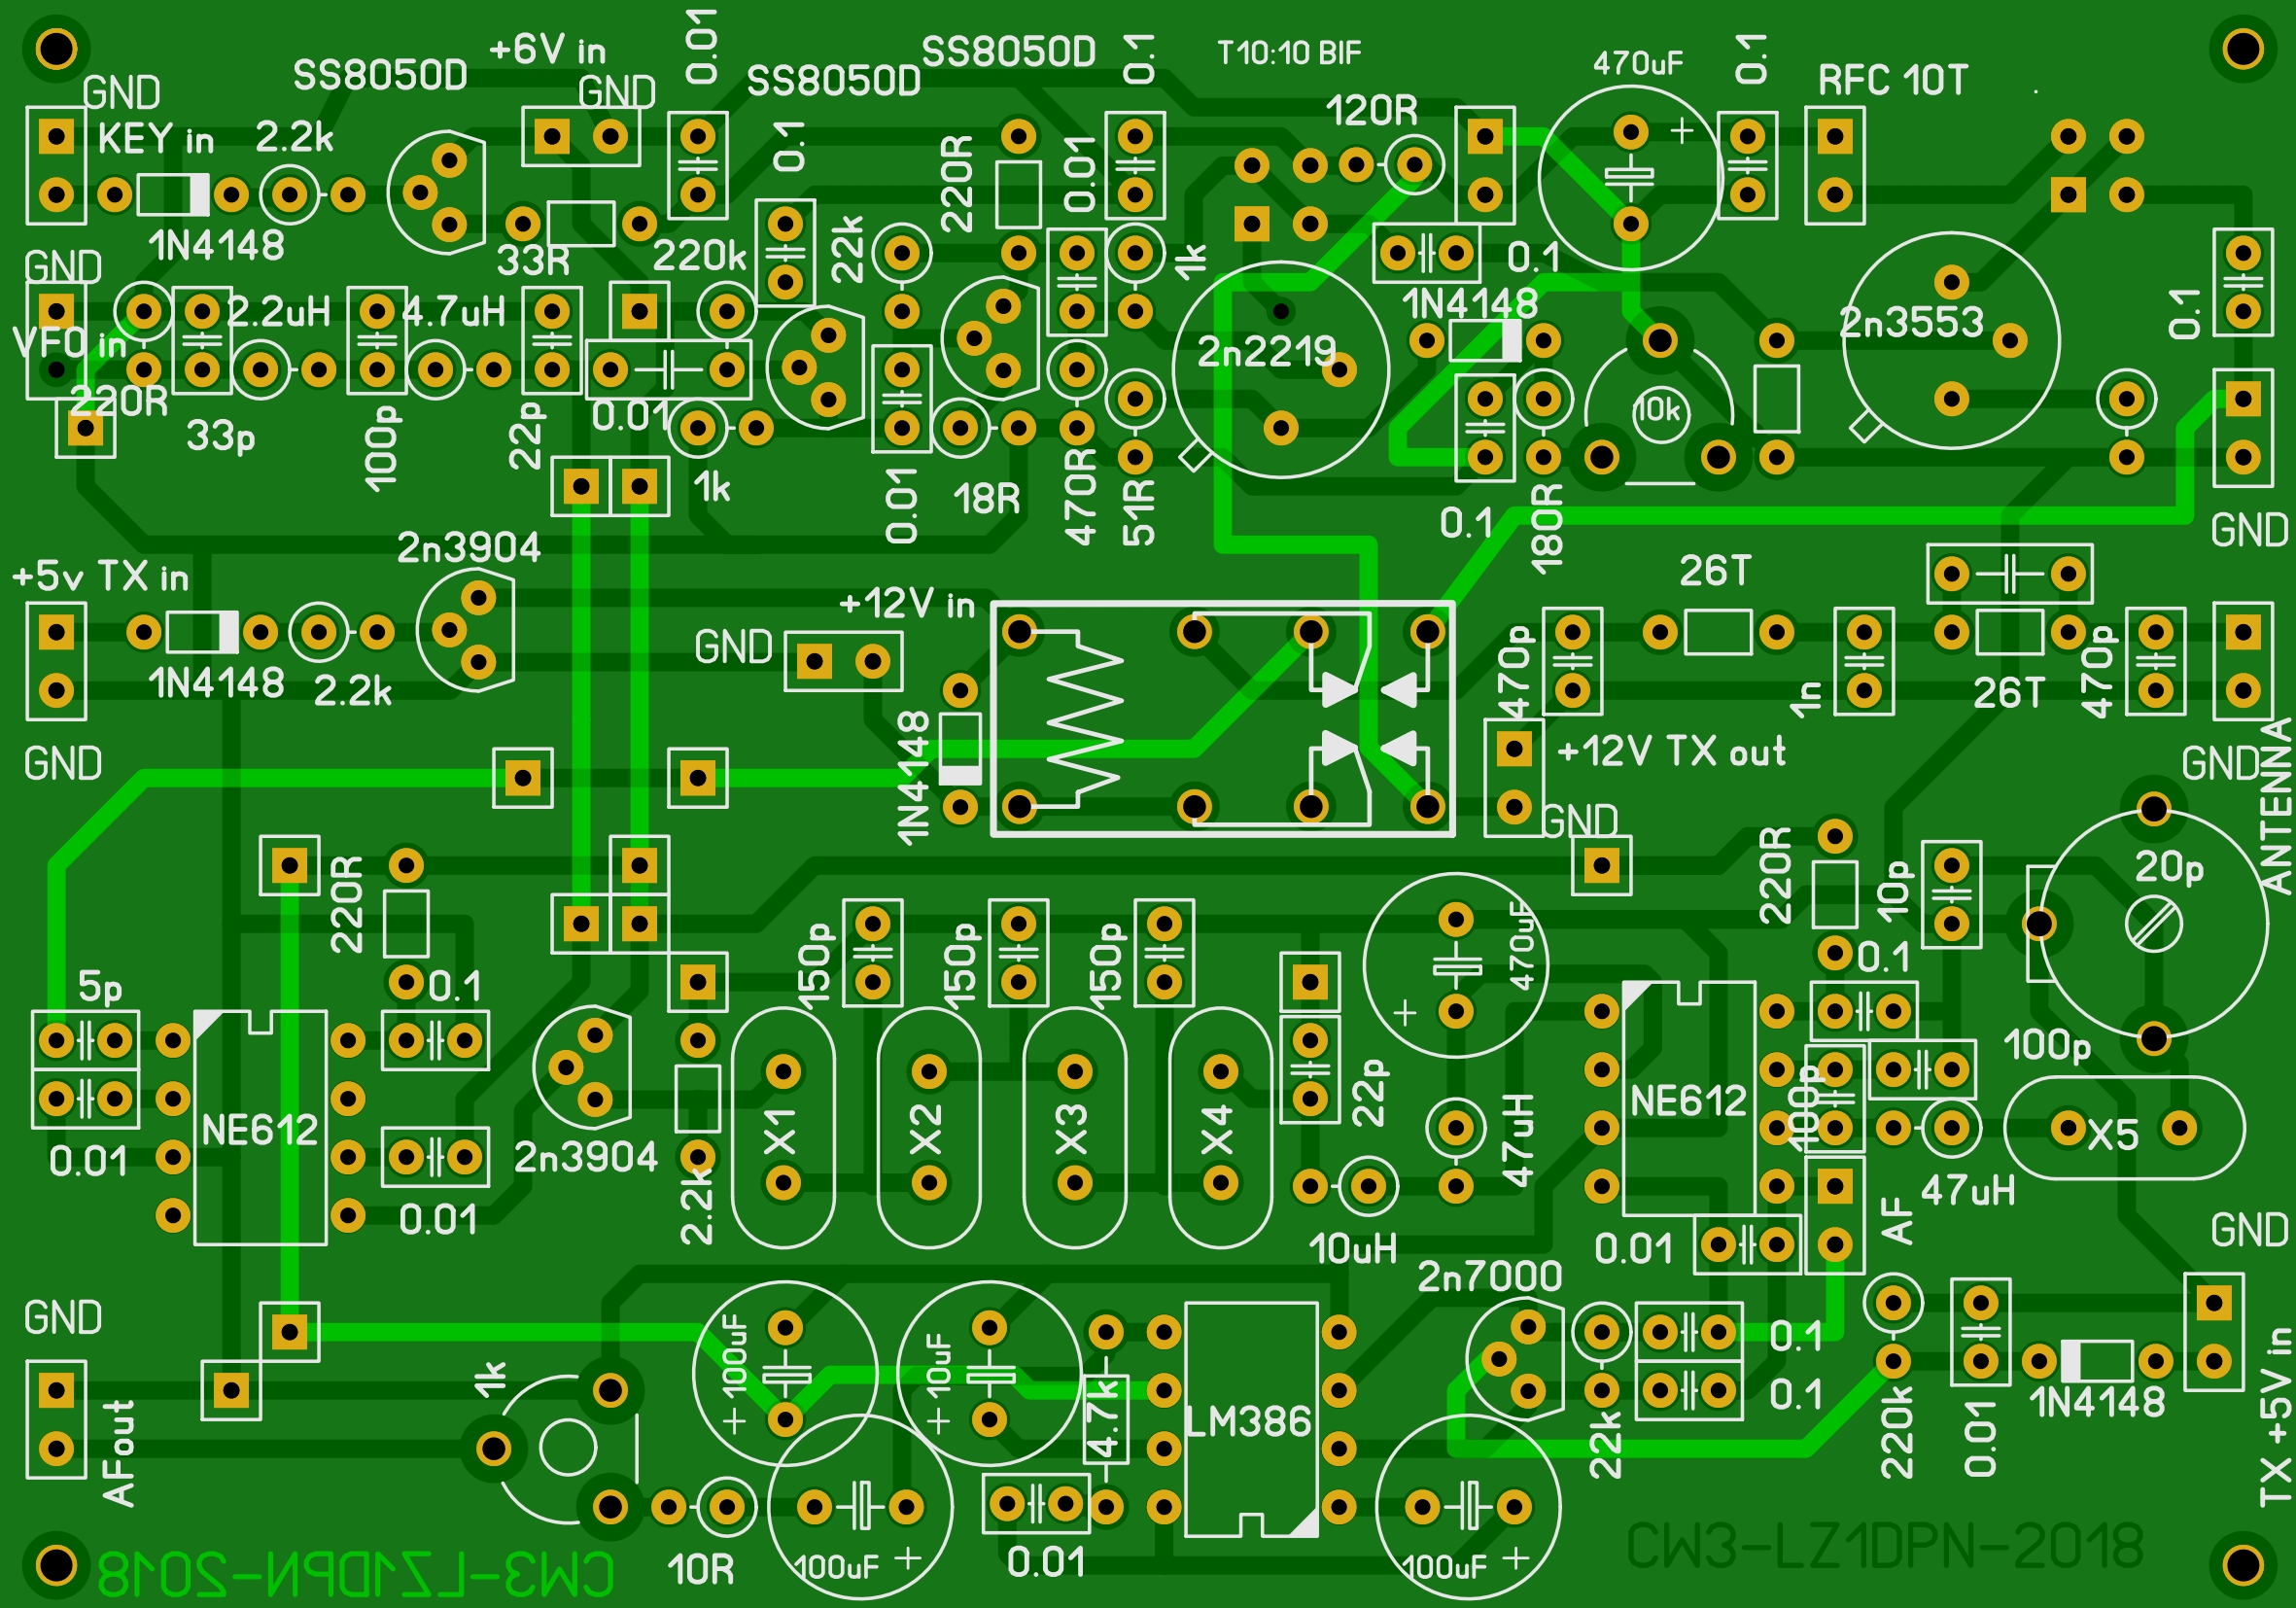 0.01
+6V in
SS8050D
SS8050D
SS8050D
0.1
T10:10 BIF
470uF
0.1
RFC 10T
GND
GND
KEY in
2.2k
0.1
220R
0.01
120R
1N4148
33R
220k
22k
1k
0.1
GND
VFO in
2.2uH
4.7uH
1N4148
2n2219
2n3553
0.1
220R
33p
100p
22p
0.01
10k
1k
0.01
18R
470R
51R
0.1
180R
GND
2n3904
+5v TX in
+12V in
26T
GND
1N4148
2.2k
470p
1n
26T
470p
GND
1N4148
+12V TX out
GND
GND
ANTENNA
220R
220R
10p
20p
5p
0.1
150p
150p
150p
470uF
0.1
100p
NE612
0.01
0.01
2n3904
2.2k
X1
X2
X3
X4
22p
47uH
NE612
100p
X5
47uH
10uH
0.01
AF
GND
2n7000
GND
AFout
1k
100uF
10uF
4.7k
LM386
22k
0.1
0.1
220k
0.01
1N4148
TX +5V in
10R
100uF
0.01
100uF
CW3-LZ1DPN-2018
CW3-LZ1DPN-2018